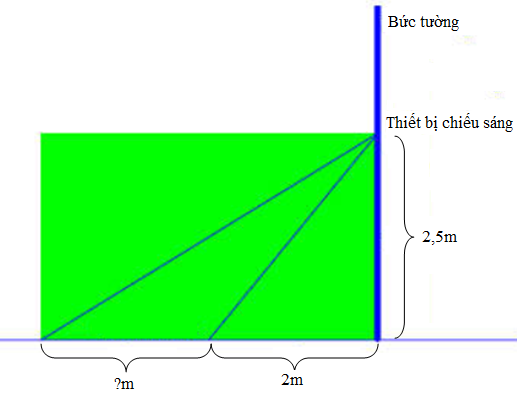 Bức tường
Thiết bị chiếu sáng
2,5m
?m
2m